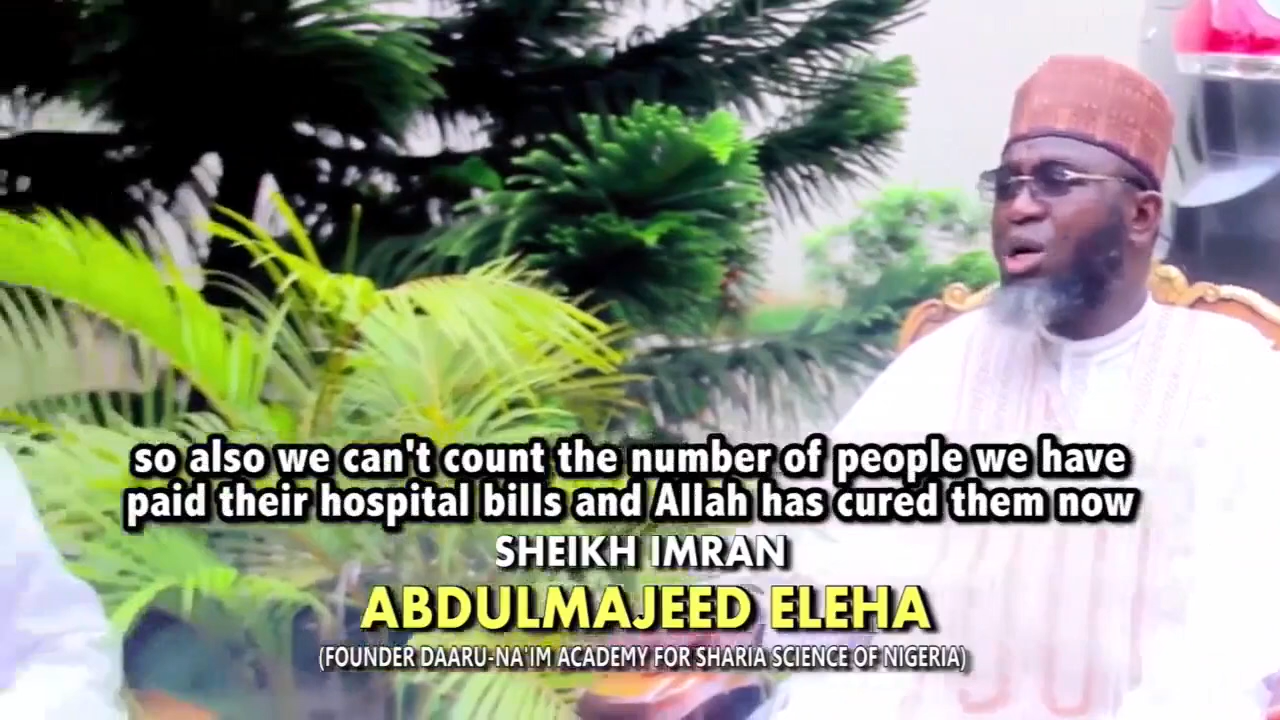 so also we can't count the number of people we have
paid their hospital bills and Allah has cured them now
SHEIKH IMRAN
ABDULMAJEED ELEHA
(FOUNDER DAARU-NA'IM ACADEMY FOR SHARIA SCIENCE OF NIGERIA)